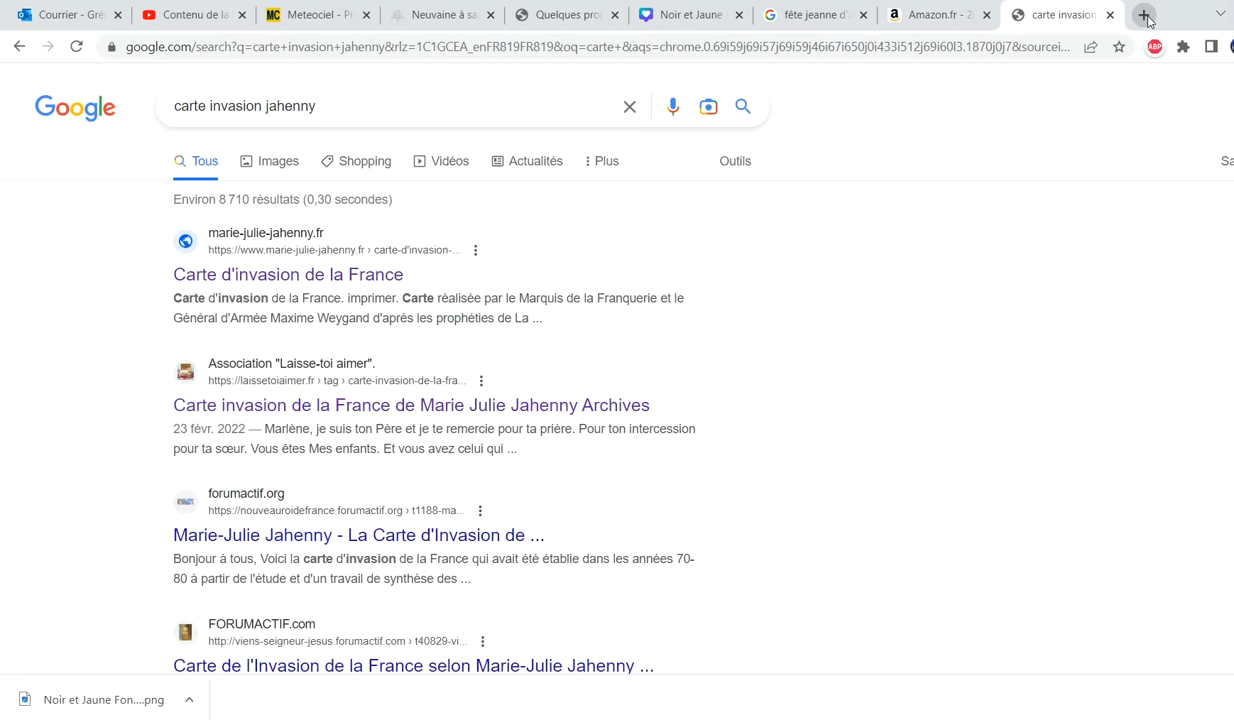 Courrier - Gré
Contenu de la
MC Meteociel - P
Neuvaine à sa
Quelques pro
Noir et Jaune
fête jeanne d'
Amazon.fr - 2
carte invasion
google.com/search?q=carte+invasion+jahenny&rlz=1C1GCEA_enFR819FR819&oq=carte+&aqs=chrome.0.69i59j69i57j69i59j46i67i650j0i433i512j69i60l3.1870j0j7&sourcei...
ABP
Google
carte invasion jahenny
Tous Images Shopping Vidéos Actualités Plus Outils Sa
Environ 8 710 résultats (0,30 secondes)
marie-julie-jahenny.fr
https://www.marie-julie-jahenny.fr › carte-d'invasion-...
Carte d'invasion de la France
Carte d'invasion de la France. imprimer. Carte réalisée par le Marquis de la Franquerie et le
Général d'Armée Maxime Weygand d'après les prophéties de La ...
Association "Laisse-toi aimer".
https://laissetoiaimer.fr › tag › carte-invasion-de-la-fra...
Carte invasion de la France de Marie Julie Jahenny Archives
23 févr. 2022 — Marlène, je suis ton Père et je te remercie pour ta prière. Pour ton intercession
pour ta sœur. Vous êtes Mes enfants. Et vous avez celui qui ...
forumactif.org
https://nouveauroidefrance.forumactif.org › t1188-ma...
Marie-Julie Jahenny - La Carte d'Invasion de ...
Bonjour à tous, Voici la carte d'invasion de la France qui avait été établie dans les années 70-
80 à partir de l'étude et d'un travail de synthèse des ...
FORUMACTIF.com
http://viens-seigneur-jesus.forumactif.com › t40829-vi...
Carte de l'Invasion de la France selon Marie-Julie Jahenny ...
Noir et Jaune Fon....png